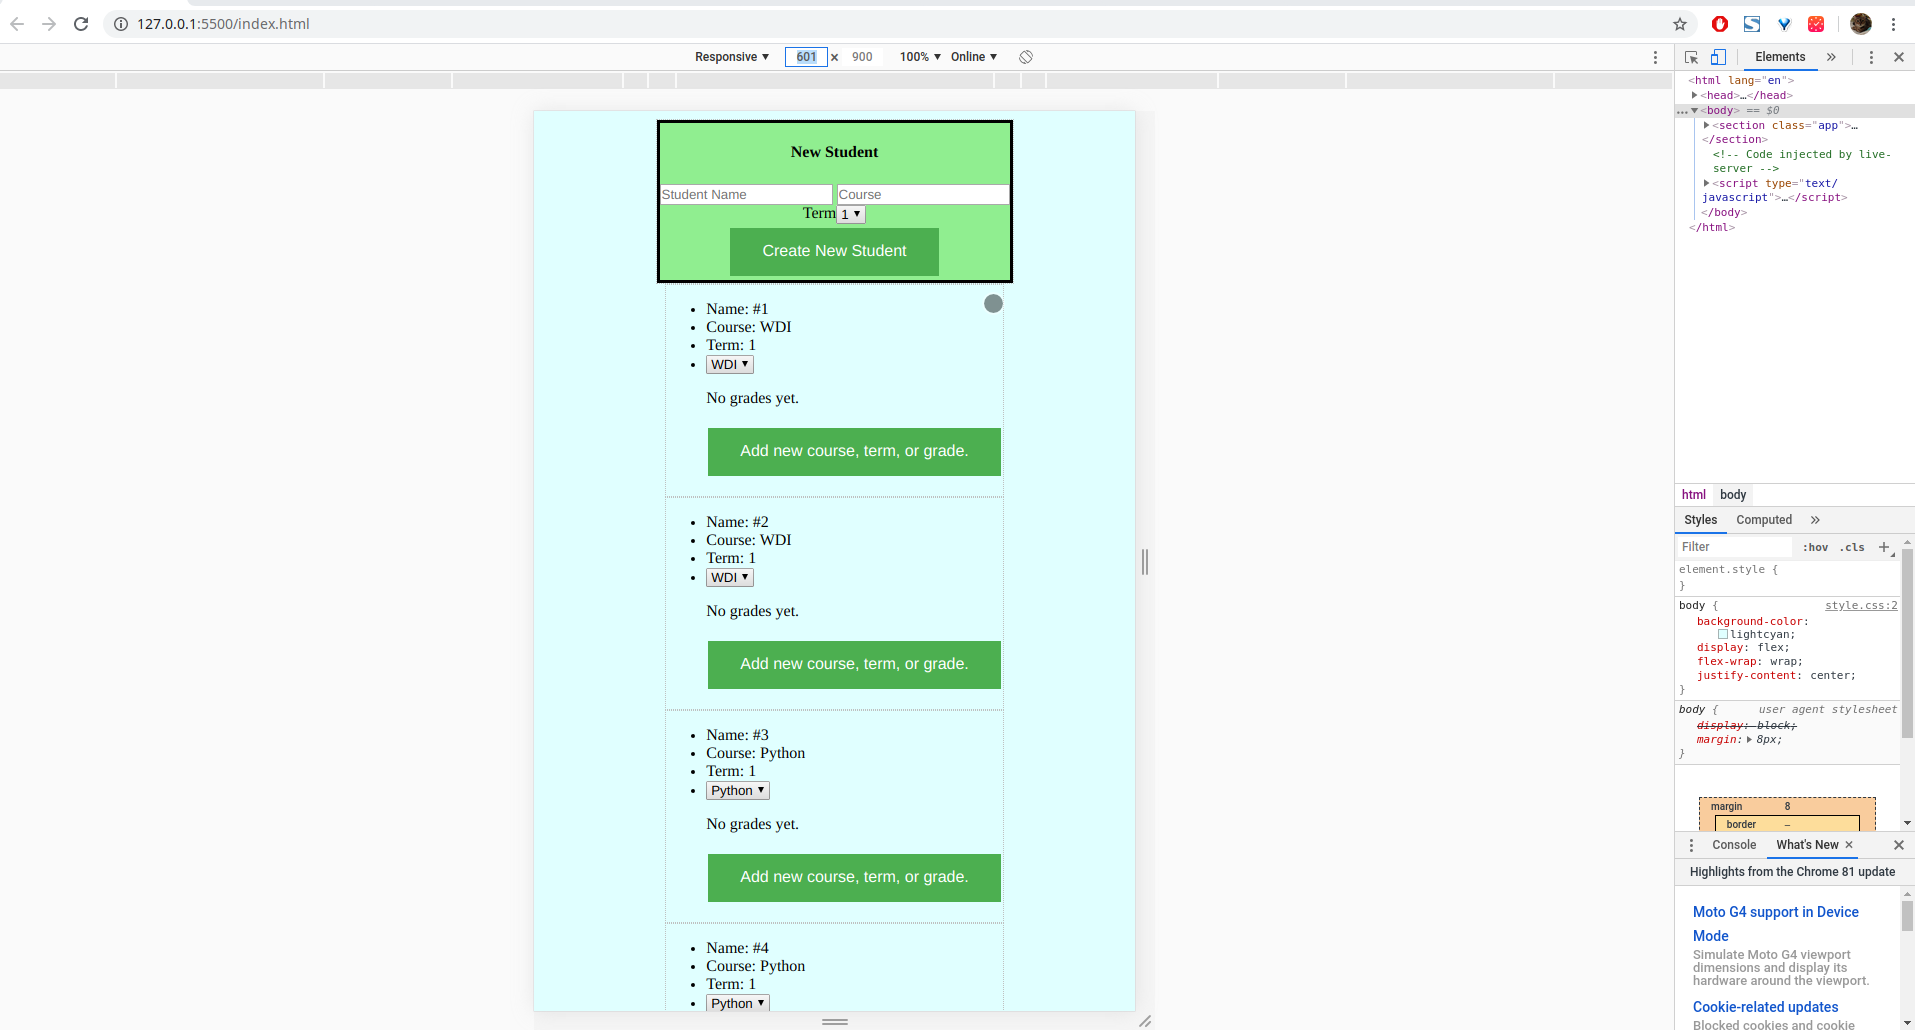 127.0.0.1:5500/index.html
Responsive ▼ 601 × 900 100% ▼ Online ▼
Elements »
<html lang="en">
▶<head>…</head>
…▼<body> == $0
▶<section class="app">…
</section>
<!-- Code injected by live-
server -->
▶<script type="text/
javascript">…</script>
</body>
</html>
New Student
Student Name Course
Term 1 ▼
Create New Student
• Name: #1
• Course: WDI
• Term: 1
• WDI ▼
No grades yet.
Add new course, term, or grade.
• Name: #2
• Course: WDI
• Term: 1
• WDI ▼
No grades yet.
Add new course, term, or grade.
• Name: #3
• Course: Python
• Term: 1
• Python ▼
No grades yet.
Add new course, term, or grade.
• Name: #4
• Course: Python
• Term: 1
• Python ▼
html body
Styles Computed »
Filter :hov .cls +
element.style {
}
body { style.css:2
background-color:
lightcyan;
display: flex;
flex-wrap: wrap;
justify-content: center;
}
body { user agent stylesheet
display: block;
margin: ▶ 8px;
}
margin 8
border –
Console What's New ×
Highlights from the Chrome 81 update
Moto G4 support in Device
Mode
Simulate Moto G4 viewport
dimensions and display its
hardware around the viewport.
Cookie-related updates
Blocked cookies and cookie